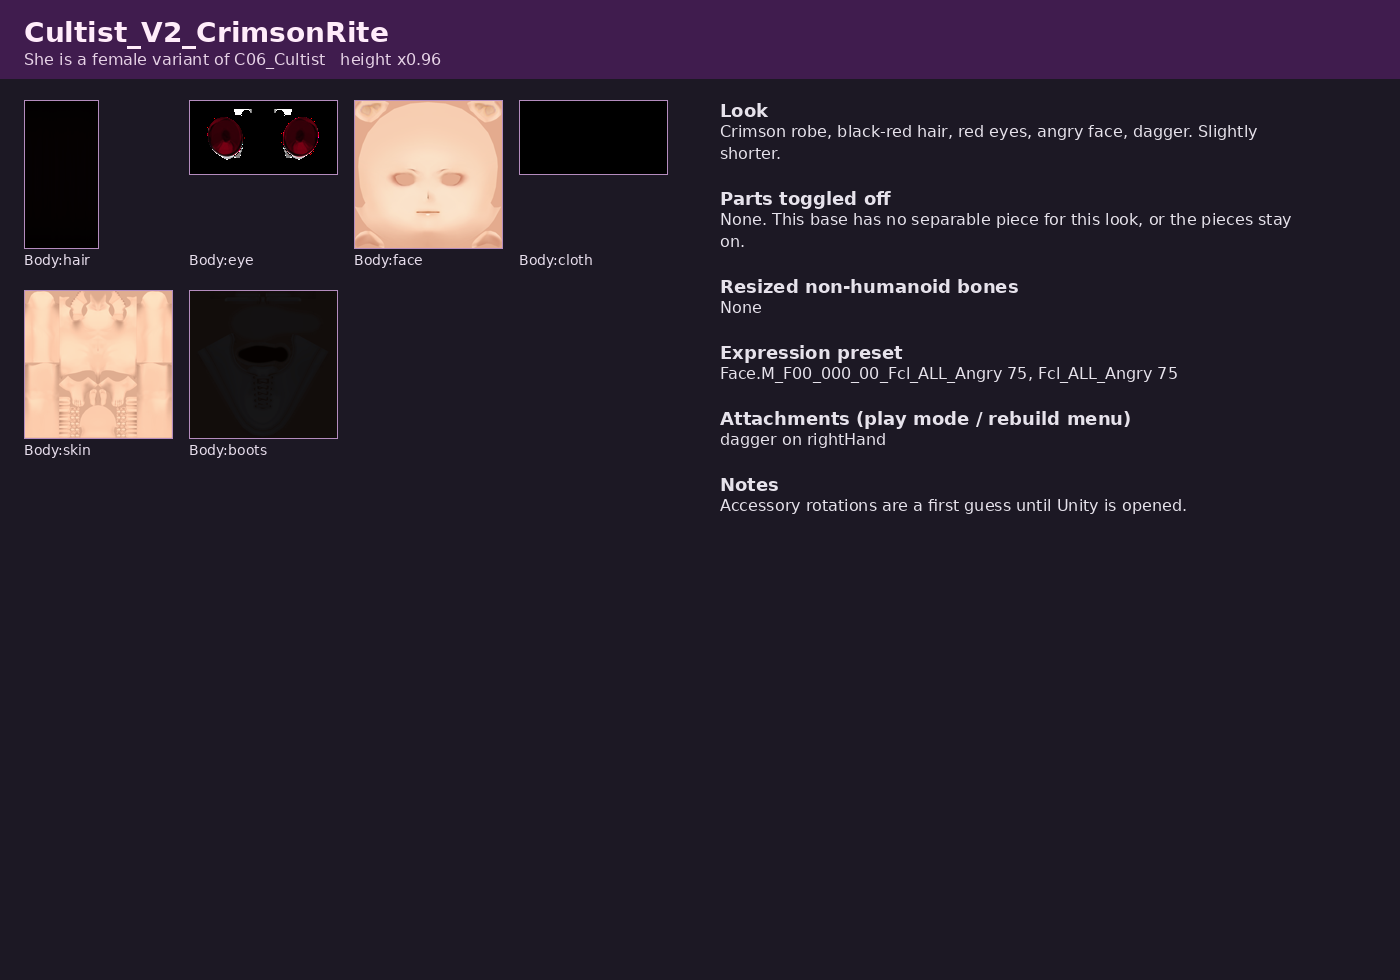 Cultist_V2_CrimsonRite
She is a female variant of C06_Cultist   height x0.96
Body:hair
Body:eye
Body:face
Body:cloth
Body:skin
Body:boots
Look
Crimson robe, black-red hair, red eyes, angry face, dagger. Slightly
shorter.
Parts toggled off
None. This base has no separable piece for this look, or the pieces stay
on.
Resized non-humanoid bones
None
Expression preset
Face.M_F00_000_00_Fcl_ALL_Angry 75, Fcl_ALL_Angry 75
Attachments (play mode / rebuild menu)
dagger on rightHand
Notes
Accessory rotations are a first guess until Unity is opened.